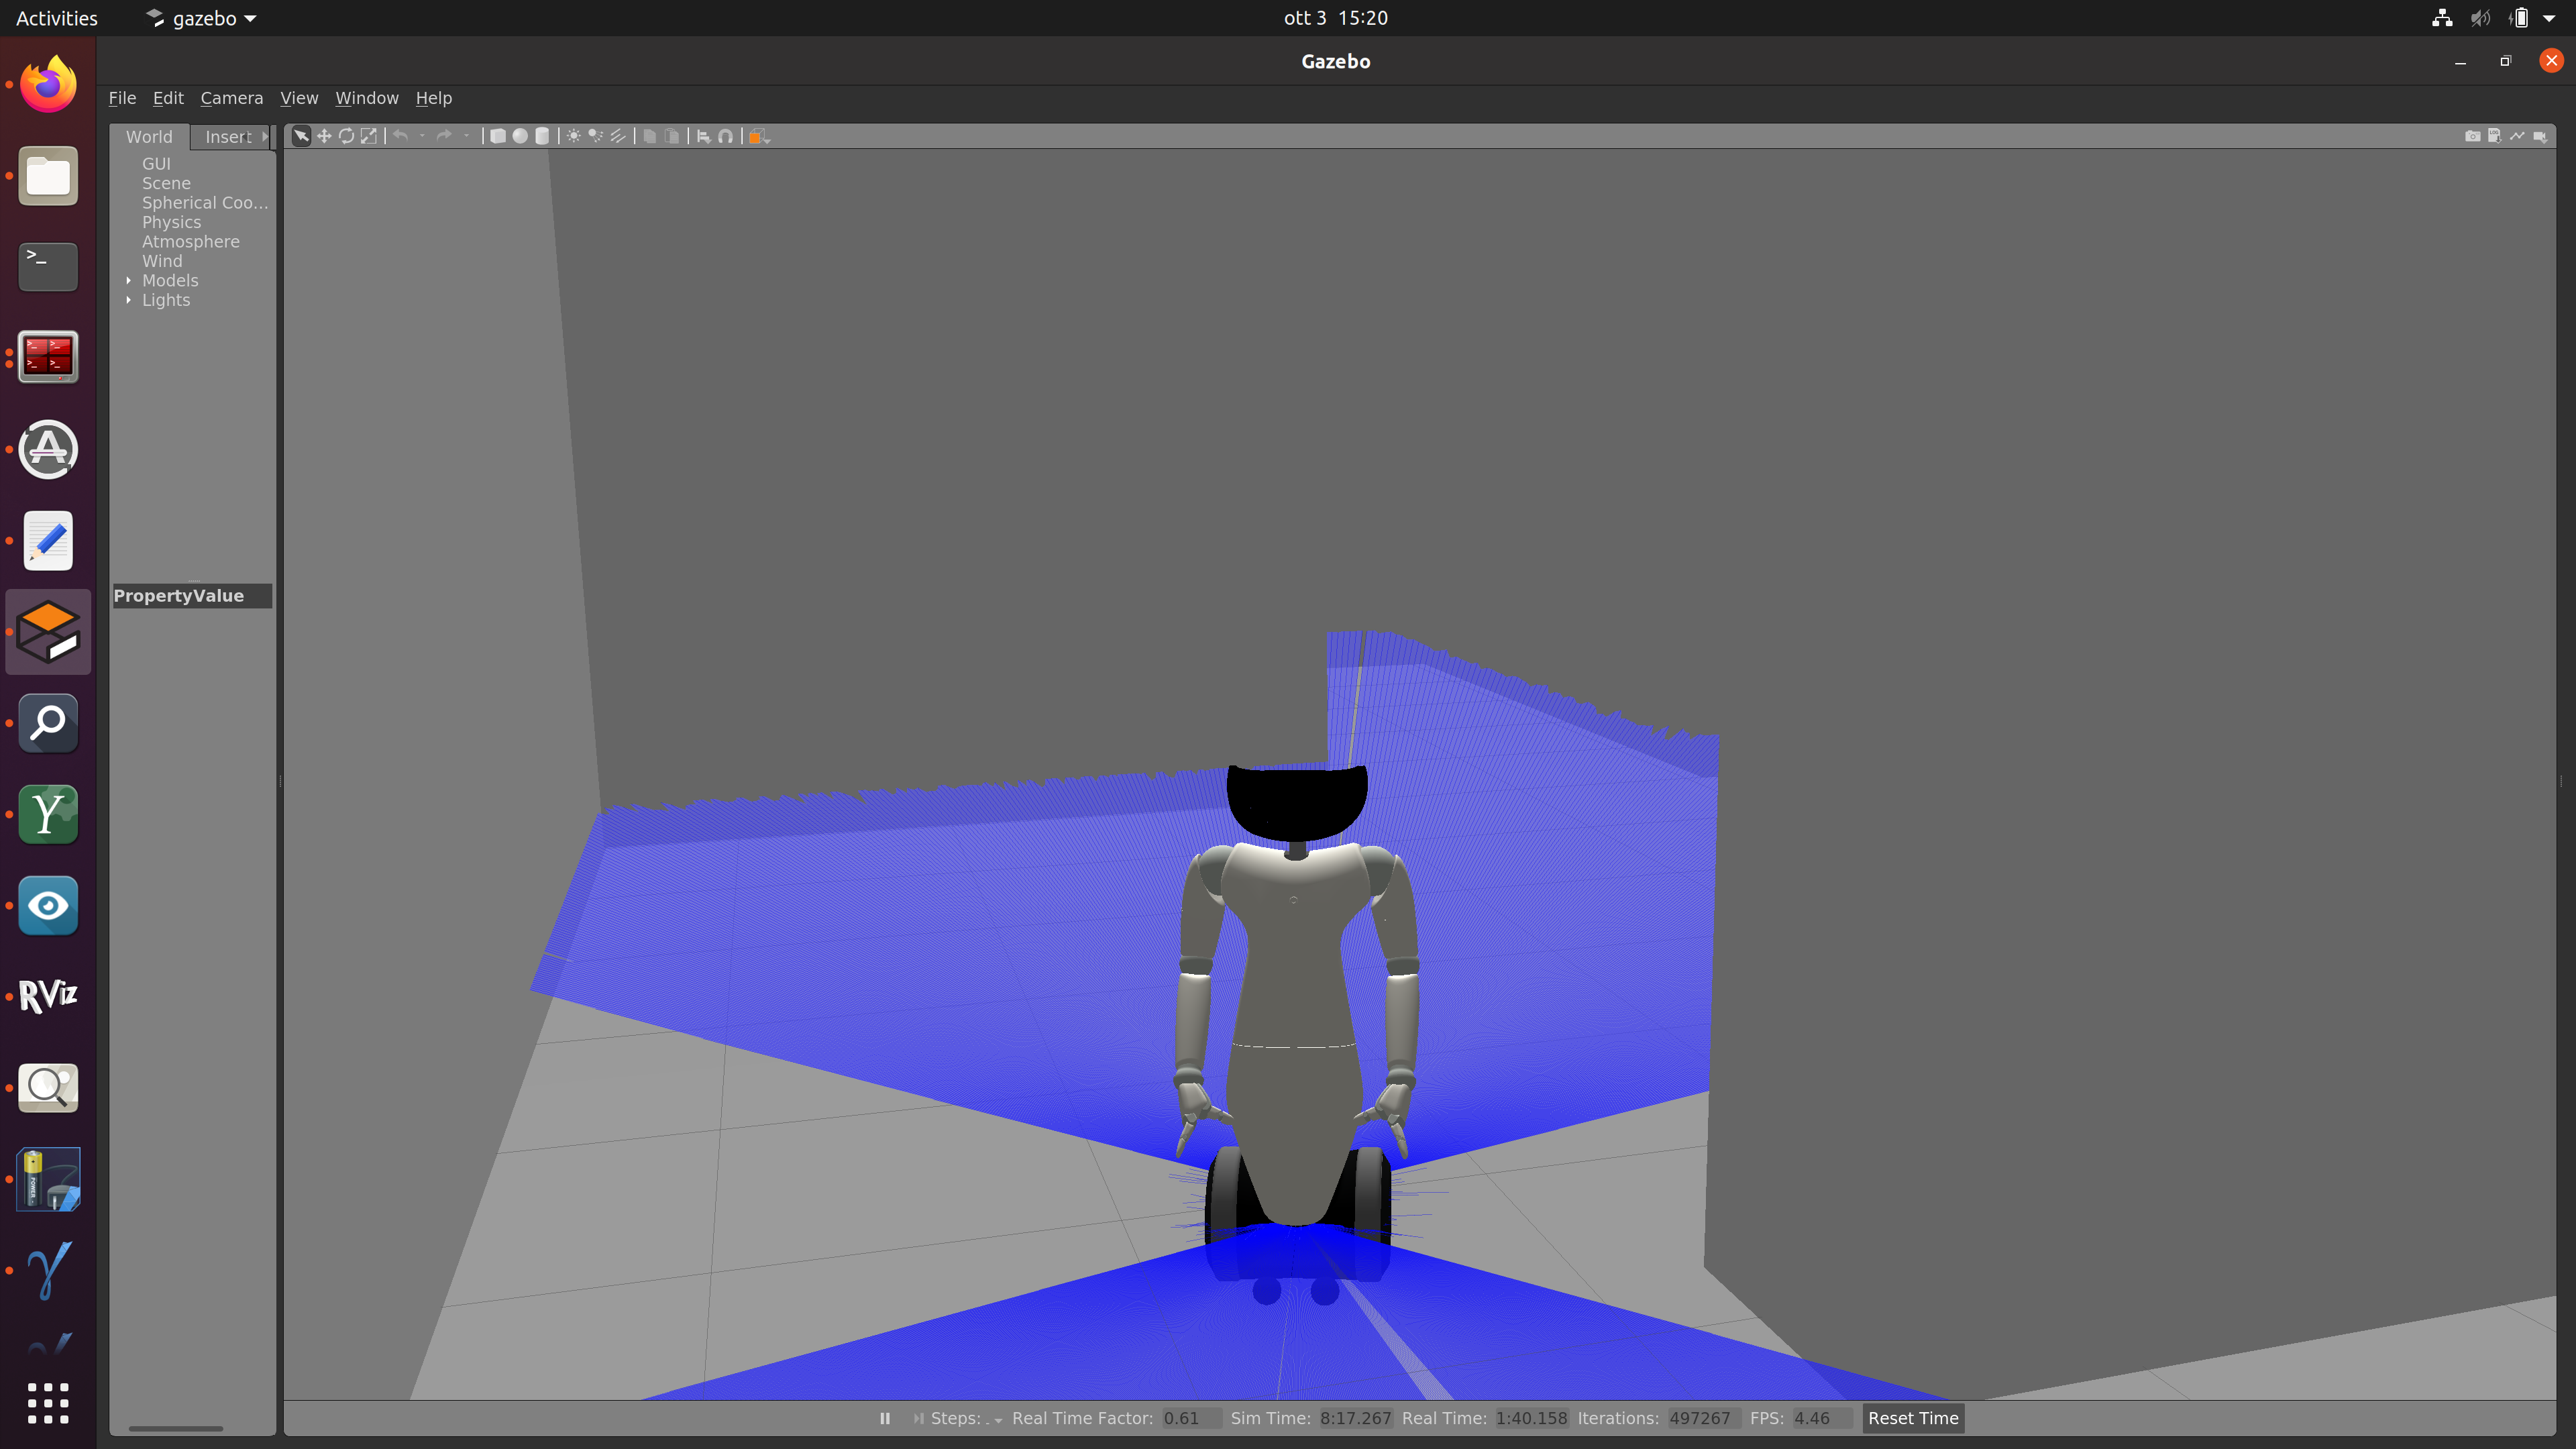 Activities gazebo ott 3 15:20
Gazebo
File Edit Camera View Window Help
World Insert
GUI
Scene
Spherical Coo...
Physics
Atmosphere
Wind
Models
Lights
PropertyValue
RViz
Steps: Real Time Factor: 0.61 Sim Time: 8:17.267 Real Time: 1:40.158 Iterations: 497267 FPS: 4.46 Reset Time